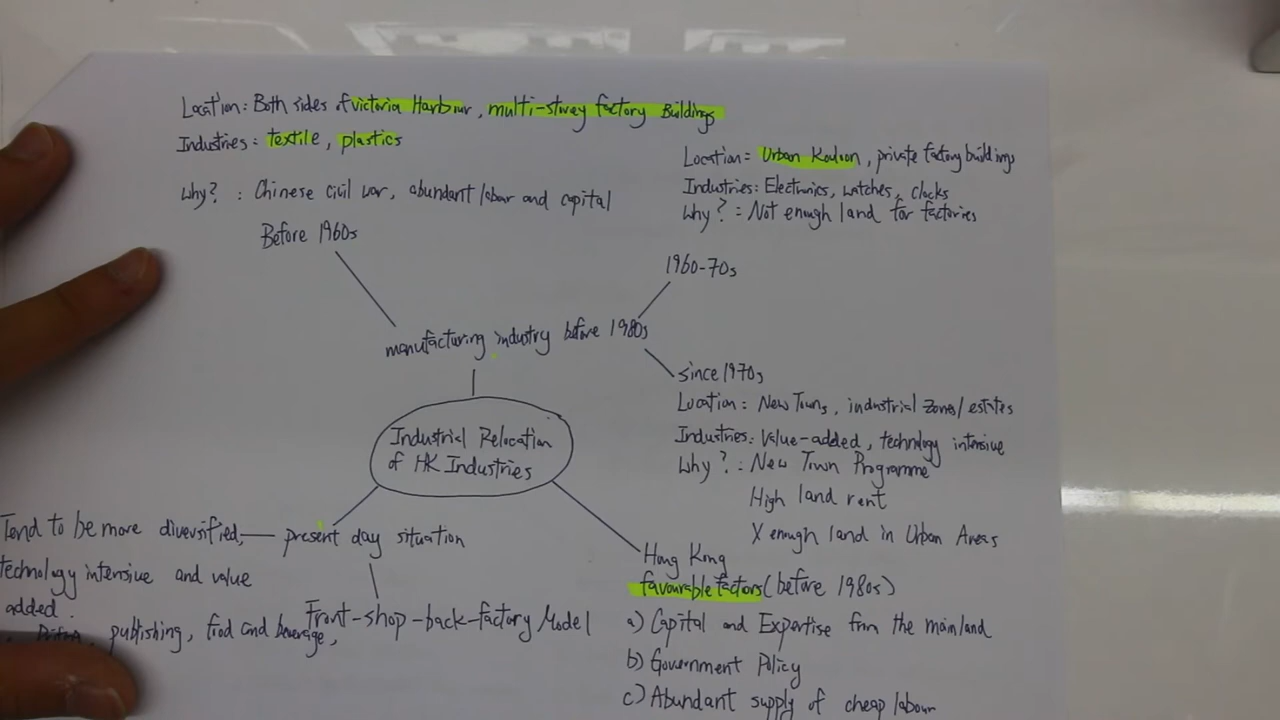 Location: Both sides of Victoria Harbour, multi-storey factory Buildings
Industries: textile, plastics
Why? : Chinese civil war, abundant labour and capital
Before 1960s
Location: Urban Kowloon, private factory buildings
Industries: Electronics, watches, clocks
Why? : Not enough land for factories
1960-70s
manufacturing industry before 1980s
since 1970s
Location: New Towns, industrial zones/estates
Industries: Value-added, technology intensive
Why? : New Town Programme
High land rent
X enough land in Urban Areas
Industrial Relocation
of HK Industries
present day situation
Tend to be more diversified,
technology intensive and value
added.
publishing, food and beverage,
Front-shop-back-factory Model
Hong Kong
favourable factors (before 1980s)
a) Capital and Expertise from the mainland
b) Government Policy
c) Abundant supply of cheap labour